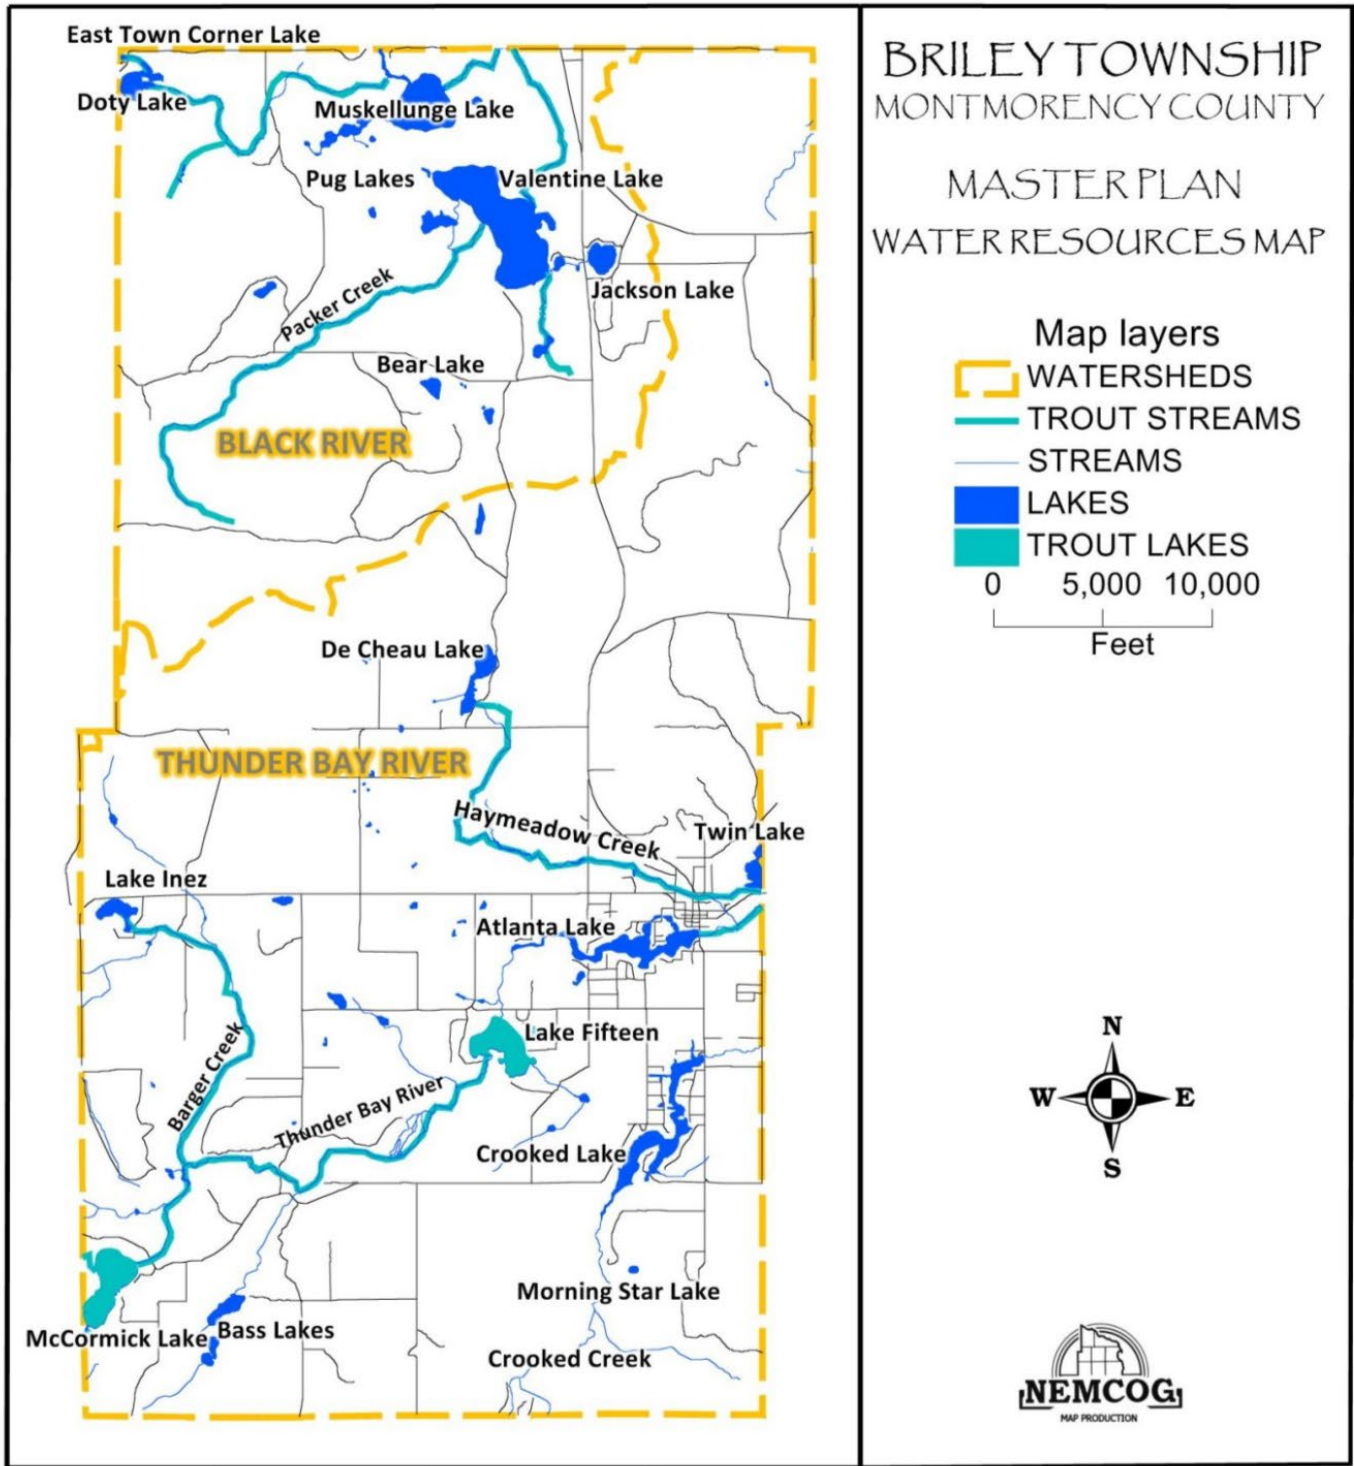 East Town Corner Lake
Doty Lake
Muskellunge Lake
Pug Lakes
Valentine Lake
Packer Creek
Jackson Lake
Bear Lake
BLACK RIVER
De Cheau Lake
THUNDER BAY RIVER
Haymeadow Creek
Twin Lake
Lake Inez
Atlanta Lake
Barger Creek
Lake Fifteen
Thunder Bay River
Crooked Lake
Morning Star Lake
McCormick Lake
Bass Lakes
Crooked Creek
BRILEY TOWNSHIP
MONTMORENCY COUNTY
MASTER PLAN
WATER RESOURCES MAP
Map layers
WATERSHEDS
TROUT STREAMS
STREAMS
LAKES
TROUT LAKES
0 5,000 10,000
Feet
N
W E
S
NEMCOG
MAP PRODUCTION